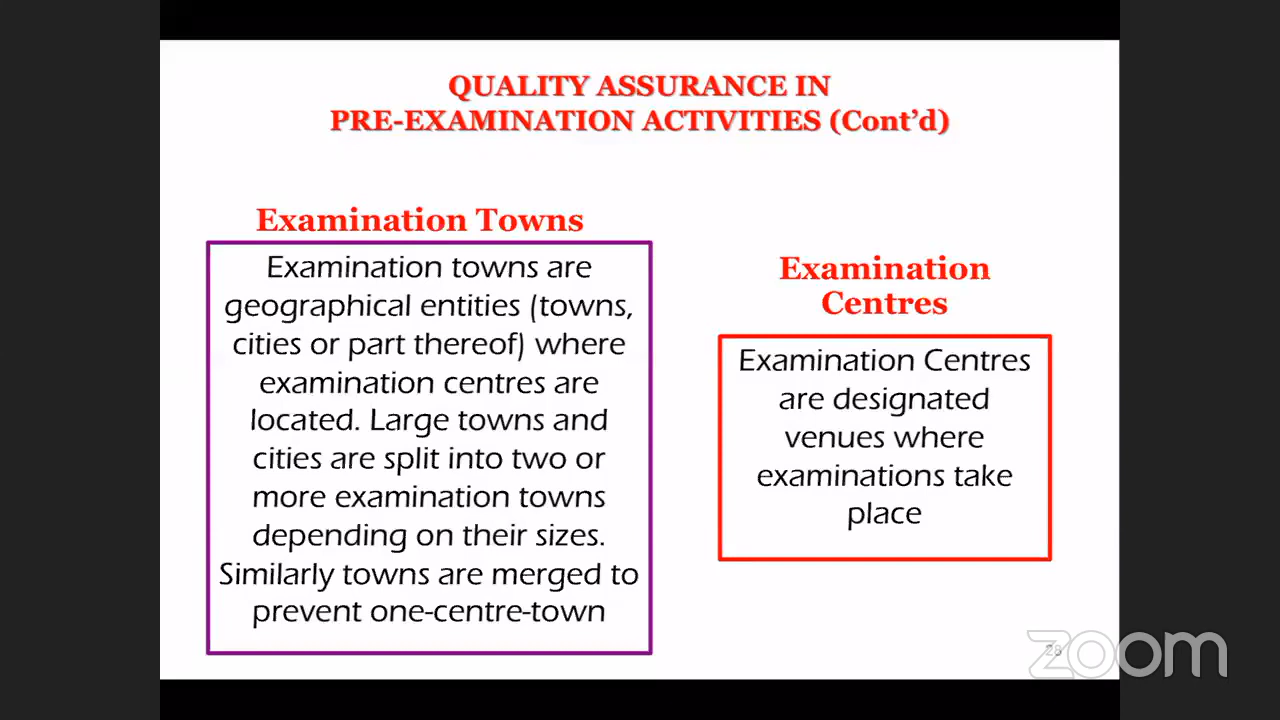 QUALITY ASSURANCE IN
PRE-EXAMINATION ACTIVITIES (Cont’d)
Examination Towns
Examination towns are
geographical entities (towns,
cities or part thereof) where
examination centres are
located. Large towns and
cities are split into two or
more examination towns
depending on their sizes.
Similarly towns are merged to
prevent one-centre-town
Examination
Centres
Examination Centres
are designated
venues where
examinations take
place
28
zoom